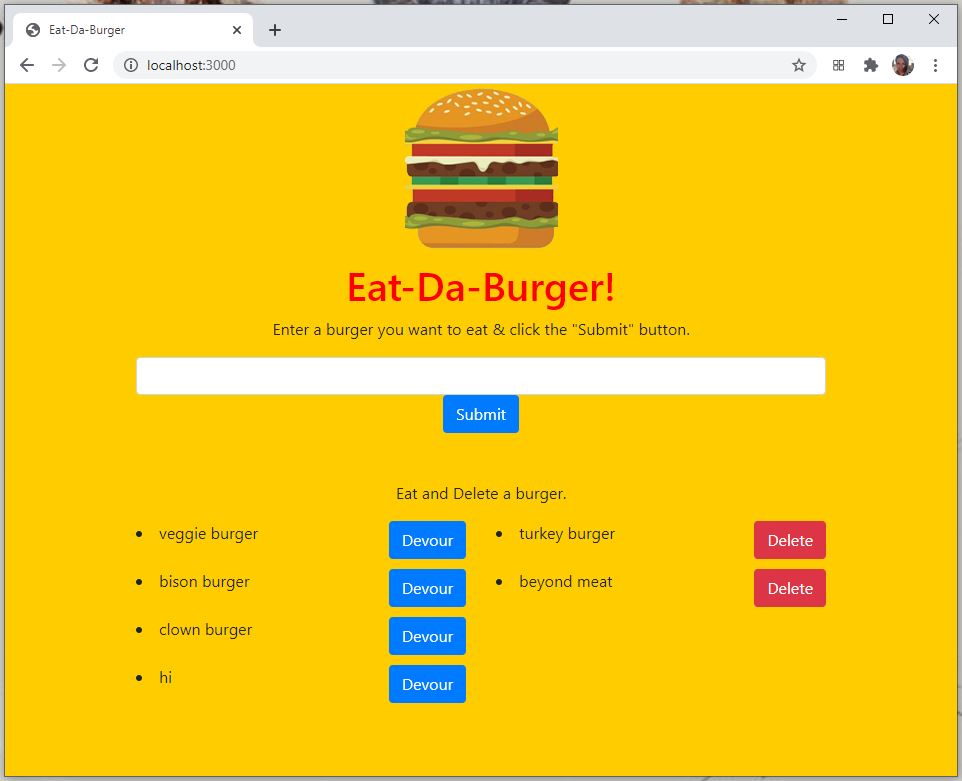 Eat-Da-Burger
localhost:3000
Eat-Da-Burger!
Enter a burger you want to eat & click the "Submit" button.
Submit
Eat and Delete a burger.
veggie burger
Devour
turkey burger
Delete
bison burger
Devour
beyond meat
Delete
clown burger
Devour
hi
Devour